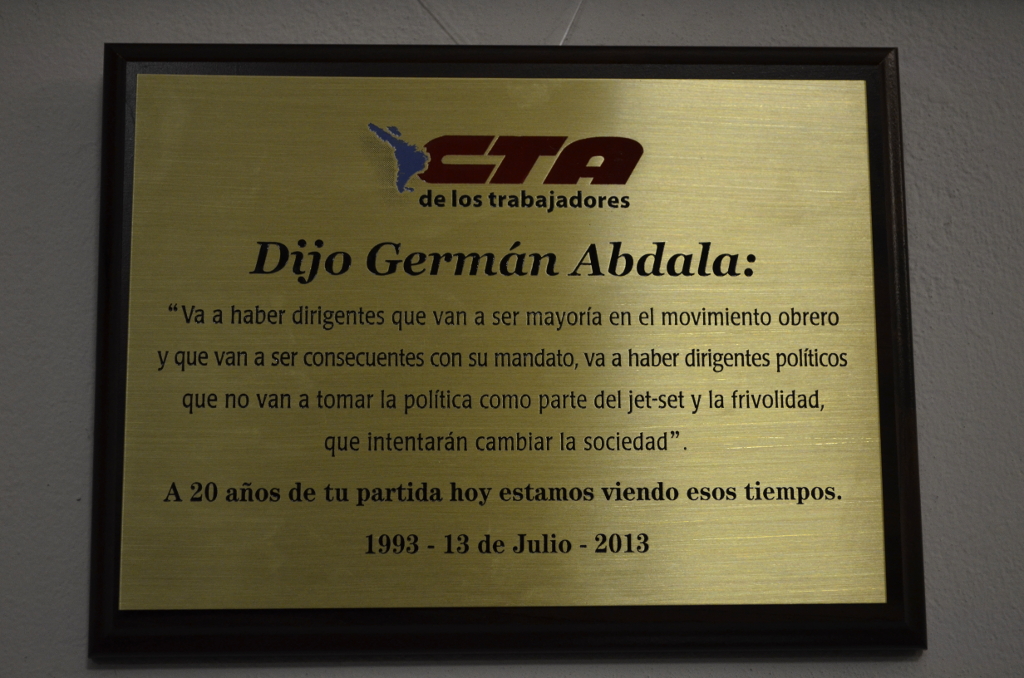 CTA
de los trabajadores
Dijo Germán Abdala:
“Va a haber dirigentes que van a ser mayoría en el movimiento obrero
y que van a ser consecuentes con su mandato, va a haber dirigentes políticos
que no van a tomar la política como parte del jet-set y la frivolidad,
que intentarán cambiar la sociedad”.
A 20 años de tu partida hoy estamos viendo esos tiempos.
1993 - 13 de Julio - 2013